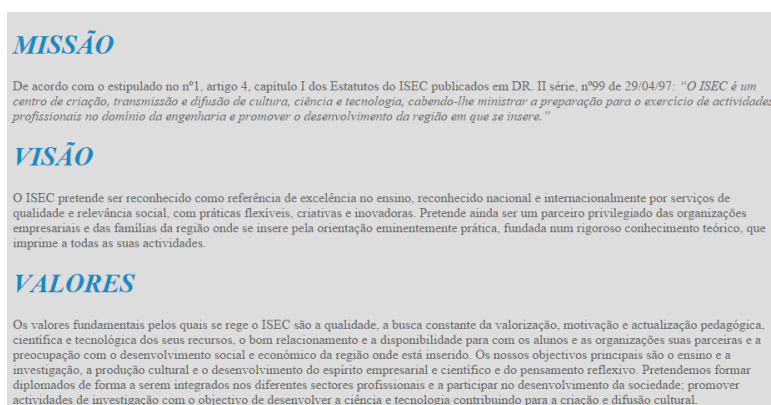 MISSÃO
De acordo com o estipulado no nº1, artigo 4, capítulo I dos Estatutos do ISEC publicados em DR. II série, nº99 de 29/04/97: “O ISEC é um
centro de criação, transmissão e difusão de cultura, ciência e tecnologia, cabendo-lhe ministrar a preparação para o exercício de actividades
profissionais no domínio da engenharia e promover o desenvolvimento da região em que se insere.”
VISÃO
O ISEC pretende ser reconhecido como referência de excelência no ensino, reconhecido nacional e internacionalmente por serviços de
qualidade e relevância social, com práticas flexíveis, criativas e inovadoras. Pretende ainda ser um parceiro privilegiado das organizações
empresariais e das famílias da região onde se insere pela orientação eminentemente prática, fundada num rigoroso conhecimento teórico, que
imprime a todas as suas actividades.
VALORES
Os valores fundamentais pelos quais se rege o ISEC são a qualidade, a busca constante da valorização, motivação e actualização pedagógica,
científica e tecnológica dos seus recursos, o bom relacionamento e a disponibilidade para com os alunos e as organizações suas parceiras e a
preocupação com o desenvolvimento social e económico da região onde está inserido. Os nossos objectivos principais são o ensino e a
investigação, a produção cultural e o desenvolvimento do espírito empresarial e científico e do pensamento reflexivo. Pretendemos formar
diplomados de forma a serem integrados nos diferentes sectores profissionais e a participar no desenvolvimento da sociedade; promover
actividades de investigação com o objectivo de desenvolver a ciência e tecnologia contribuindo para a criação e difusão cultural.